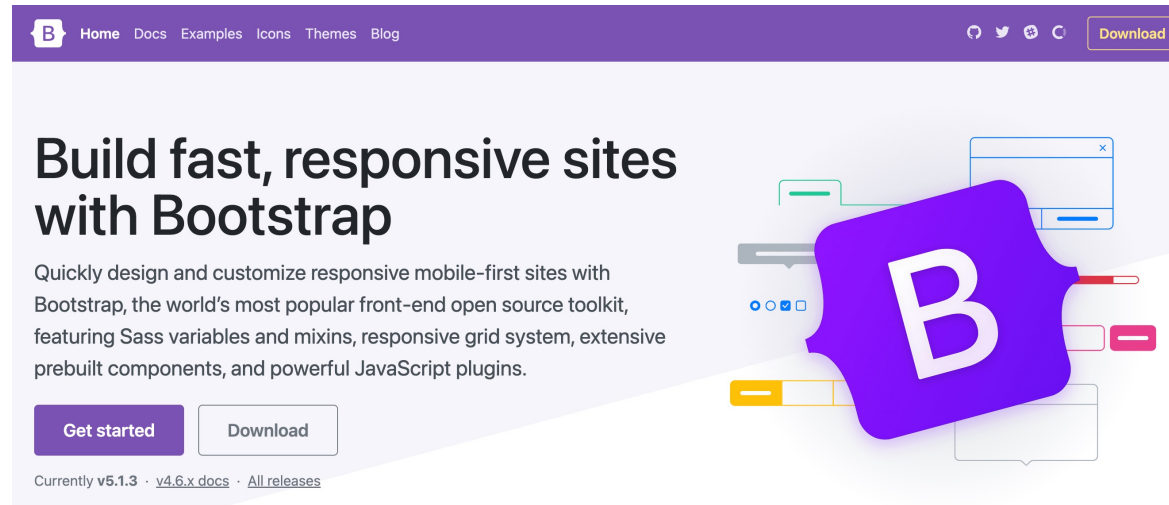 B Home Docs Examples Icons Themes Blog Download
Build fast, responsive sites
with Bootstrap
Quickly design and customize responsive mobile-first sites with
Bootstrap, the world’s most popular front-end open source toolkit,
featuring Sass variables and mixins, responsive grid system, extensive
prebuilt components, and powerful JavaScript plugins.
Get started Download
Currently v5.1.3 · v4.6.x docs · All releases
B